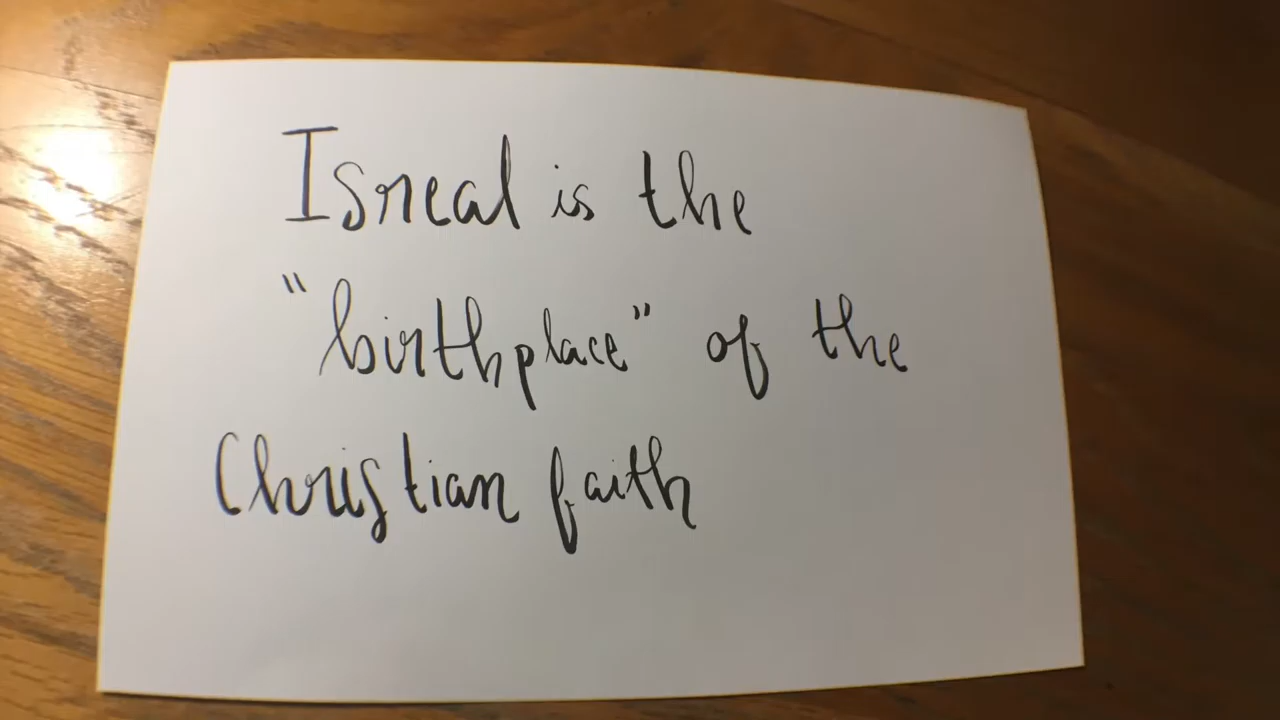 Isreal is the
"birthplace" of the
Christian faith